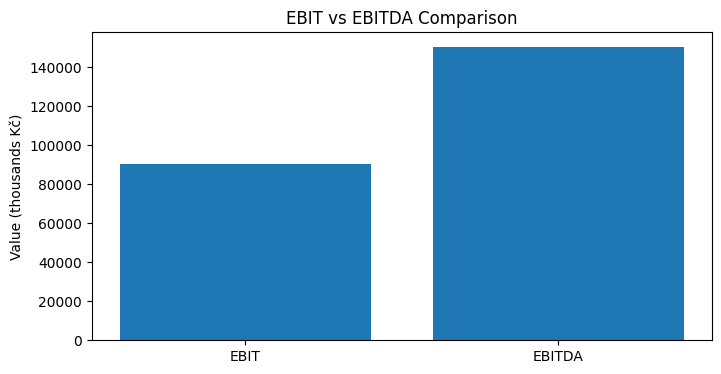 EBIT vs EBITDA Comparison
Value (thousands Kč)
140000
120000
100000
80000
60000
40000
20000
0
EBIT
EBITDA